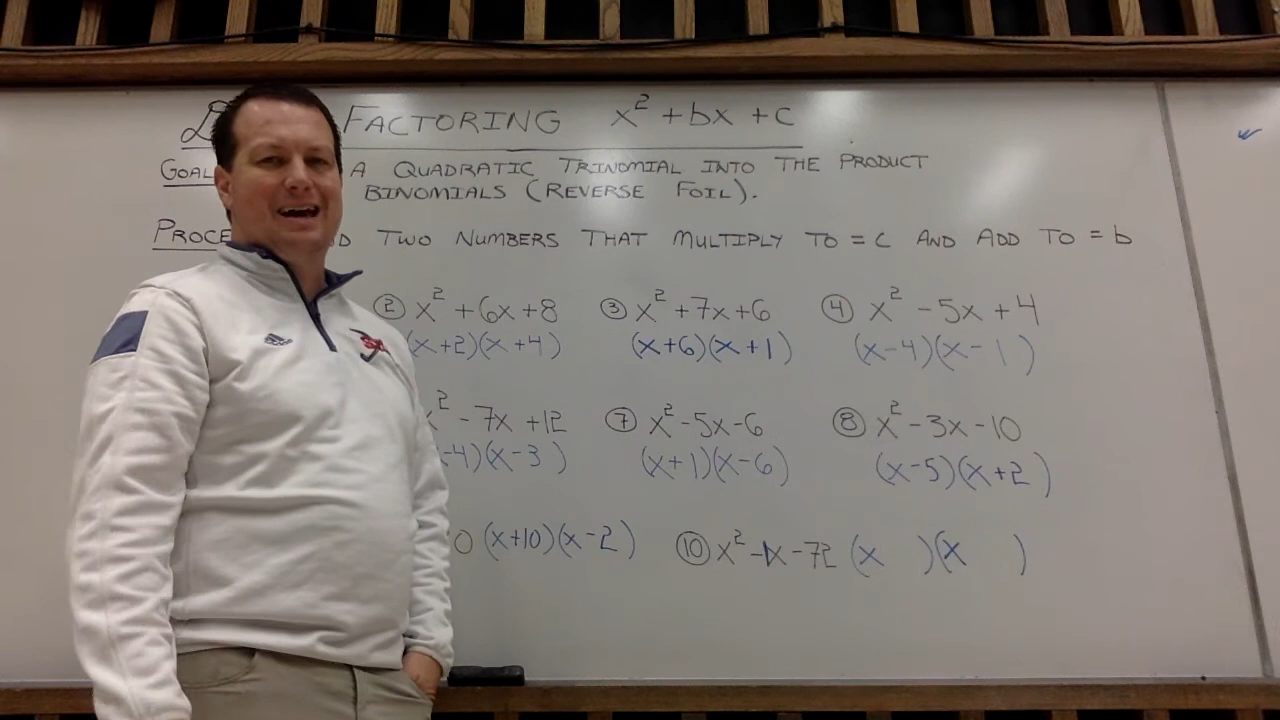 FACTORING x² + bx + c
GOAL A QUADRATIC TRINOMIAL INTO THE PRODUCT
BINOMIALS (REVERSE FOIL).
TWO NUMBERS THAT MULTIPLY TO = C AND ADD TO = b
② x² + 6x + 8 ③ x² + 7x + 6 ④ x² - 5x + 4
(x+2)(x+4) (x+6)(x+1) (x-4)(x-1)
x² - 7x + 12 ⑦ x² - 5x - 6 ⑧ x² - 3x - 10
-4)(x-3) (x+1)(x-6) (x-5)(x+2)
0 (x+10)(x-2) ⑩ x² - 1x - 72 (x )(x )